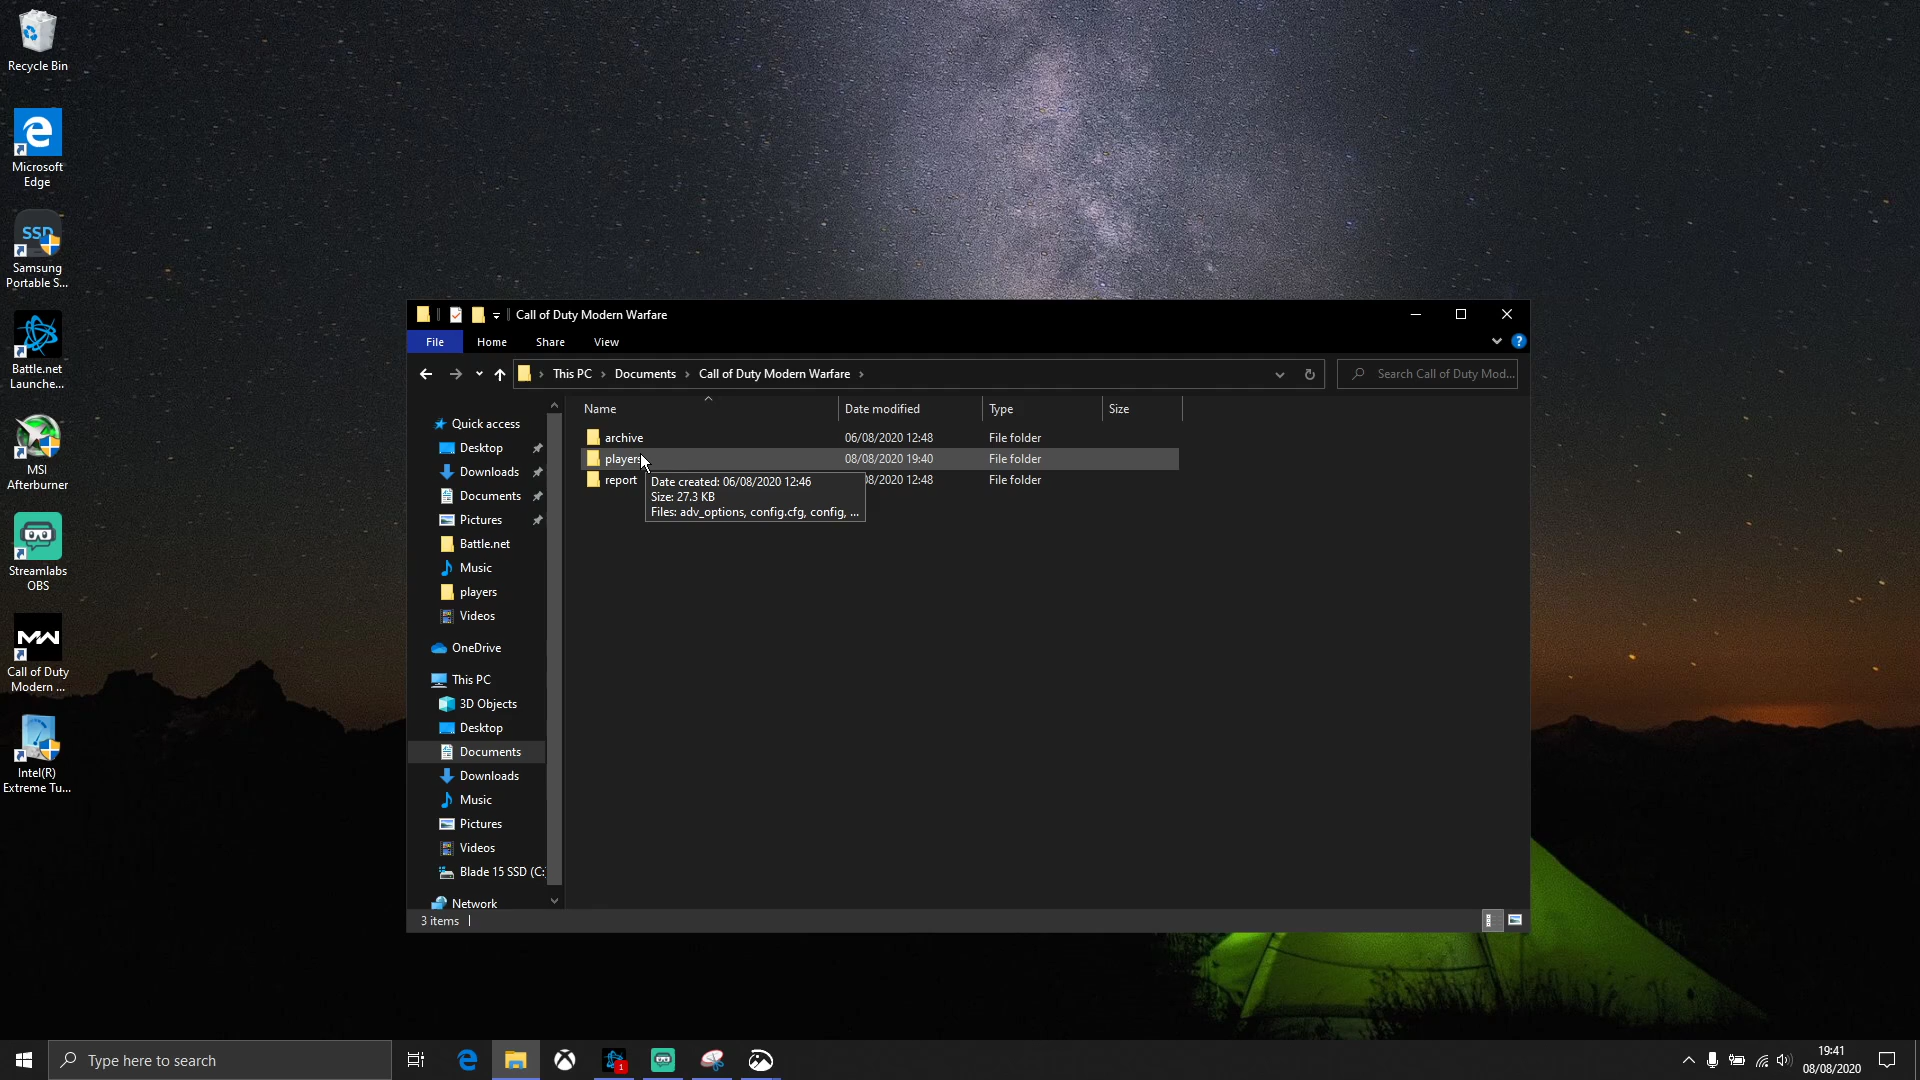 Recycle Bin
Microsoft
Edge
SSD
Samsung
Portable S...
Battle.net
Launche...
MSI
Afterburner
Streamlabs
OBS
MW
Call of Duty
Modern ...
Intel(R)
Extreme Tu...
Call of Duty Modern Warfare
File
Home
Share
View
?
This PC
Documents
Call of Duty Modern Warfare
Search Call of Duty Mod...
Quick access
Desktop
Downloads
Documents
Pictures
Battle.net
Music
players
Videos
OneDrive
This PC
3D Objects
Desktop
Documents
Downloads
Music
Pictures
Videos
Blade 15 SSD (C:
Network
Name
Date modified
Type
Size
archive
06/08/2020 12:48
File folder
players
08/08/2020 19:40
File folder
report
08/2020 12:48
File folder
Date created: 06/08/2020 12:46
Size: 27.3 KB
Files: adv_options, config.cfg, config, ...
3 items
Type here to search
1
19:41
08/08/2020